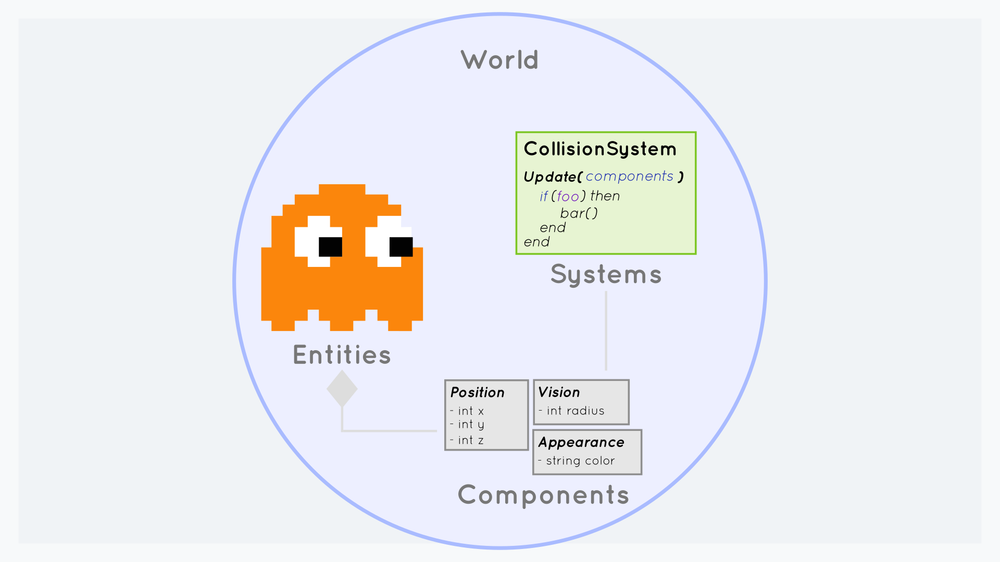 World
CollisionSystem
Update( components )
if (foo) then
bar()
end
end
Systems
Entities
Position
- int x
- int y
- int z
Vision
- int radius
Appearance
- string color
Components